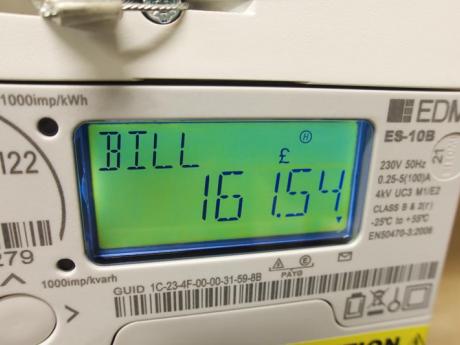 1000imp/kWh
EDM
ES-10B
BILL
£
161.54
M22
230V 50Hz
0.25-5(100)A
4kV UC3 M1/E2
CLASS B & 2(r)
-25°C to +55°C
EN50470-3:2006
21
279
PAYG
1000imp/kvarh
GUID 1C-23-4F-00-00-31-59-8B